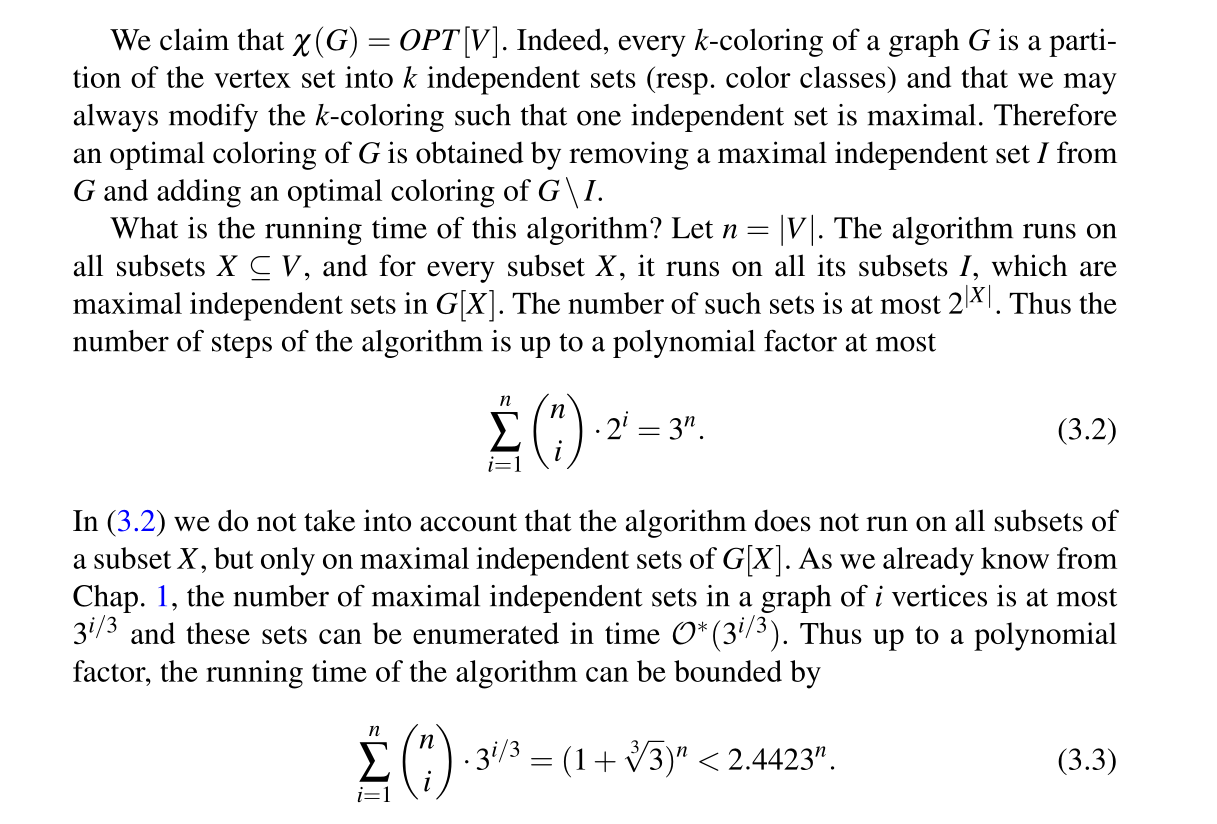 We claim that χ(G) = OPT[V]. Indeed, every k-coloring of a graph G is a parti-
tion of the vertex set into k independent sets (resp. color classes) and that we may
always modify the k-coloring such that one independent set is maximal. Therefore
an optimal coloring of G is obtained by removing a maximal independent set I from
G and adding an optimal coloring of G \ I.
What is the running time of this algorithm? Let n = |V|. The algorithm runs on
all subsets X ⊆ V, and for every subset X, it runs on all its subsets I, which are
maximal independent sets in G[X]. The number of such sets is at most 2^{|X|}. Thus the
number of steps of the algorithm is up to a polynomial factor at most
\sum_{i=1}^{n} \binom{n}{i} · 2^i = 3^n. (3.2)
In (3.2) we do not take into account that the algorithm does not run on all subsets of
a subset X, but only on maximal independent sets of G[X]. As we already know from
Chap. 1, the number of maximal independent sets in a graph of i vertices is at most
3^{i/3} and these sets can be enumerated in time O*(3^{i/3}). Thus up to a polynomial
factor, the running time of the algorithm can be bounded by
\sum_{i=1}^{n} \binom{n}{i} · 3^{i/3} = (1 + \sqrt[3]{3})^n < 2.4423^n. (3.3)